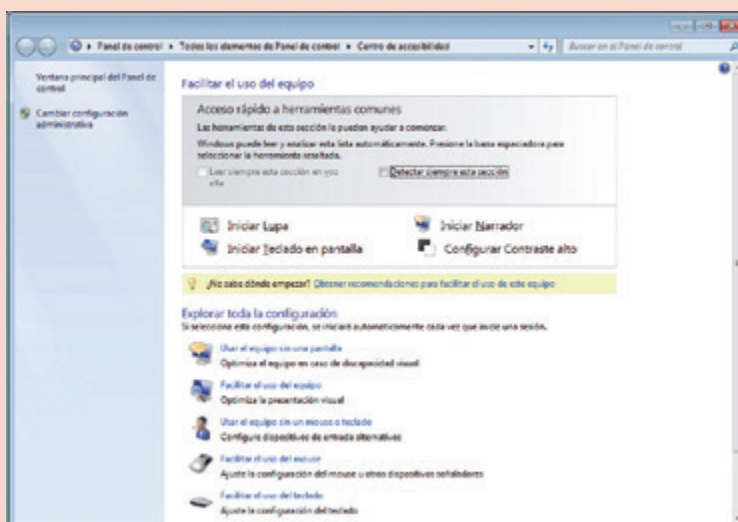 Panel de control ▸ Todos los elementos de Panel de control ▸ Centro de accesibilidad
Buscar en el Panel de control
Ventana principal del Panel de
control
Cambiar configuración
administrativa
Facilitar el uso del equipo
Acceso rápido a herramientas comunes
Las herramientas de esta sección le pueden ayudar a comenzar.
Windows puede leer y analizar esta lista automáticamente. Presione la barra espaciadora para
seleccionar la herramienta resaltada.
Leer siempre esta sección en voz
alta
Detectar siempre esta sección
Iniciar Lupa
Iniciar Narrador
Iniciar Teclado en pantalla
Configurar Contraste alto
¿No sabe dónde empezar? Obtener recomendaciones para facilitar el uso de este equipo
Explorar toda la configuración
Si selecciona esta configuración, se iniciará automáticamente cada vez que inicie una sesión.
Usar el equipo sin una pantalla
Optimiza el equipo en caso de discapacidad visual
Facilitar el uso del equipo
Optimiza la presentación visual
Usar el equipo sin un mouse o teclado
Configure dispositivos de entrada alternativos
Facilitar el uso del mouse
Ajuste la configuración del mouse u otros dispositivos señaladores
Facilitar el uso del teclado
Ajuste la configuración del teclado